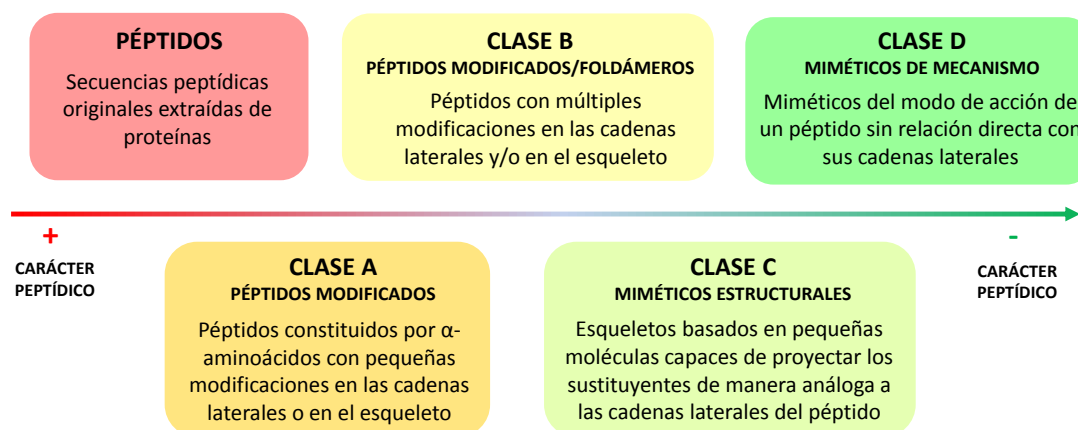 PÉPTIDOS
Secuencias peptídicas
originales extraídas de
proteínas
CLASE B
PÉPTIDOS MODIFICADOS/FOLDÁMEROS
Péptidos con múltiples
modificaciones en las cadenas
laterales y/o en el esqueleto
CLASE D
MIMÉTICOS DE MECANISMO
Miméticos del modo de acción de
un péptido sin relación directa con
sus cadenas laterales
+
CARÁCTER
PEPTÍDICO
-
CARÁCTER
PEPTÍDICO
CLASE A
PÉPTIDOS MODIFICADOS
Péptidos constituidos por α-
aminoácidos con pequeñas
modificaciones en las cadenas
laterales o en el esqueleto
CLASE C
MIMÉTICOS ESTRUCTURALES
Esqueletos basados en pequeñas
moléculas capaces de proyectar los
sustituyentes de manera análoga a
las cadenas laterales del péptido